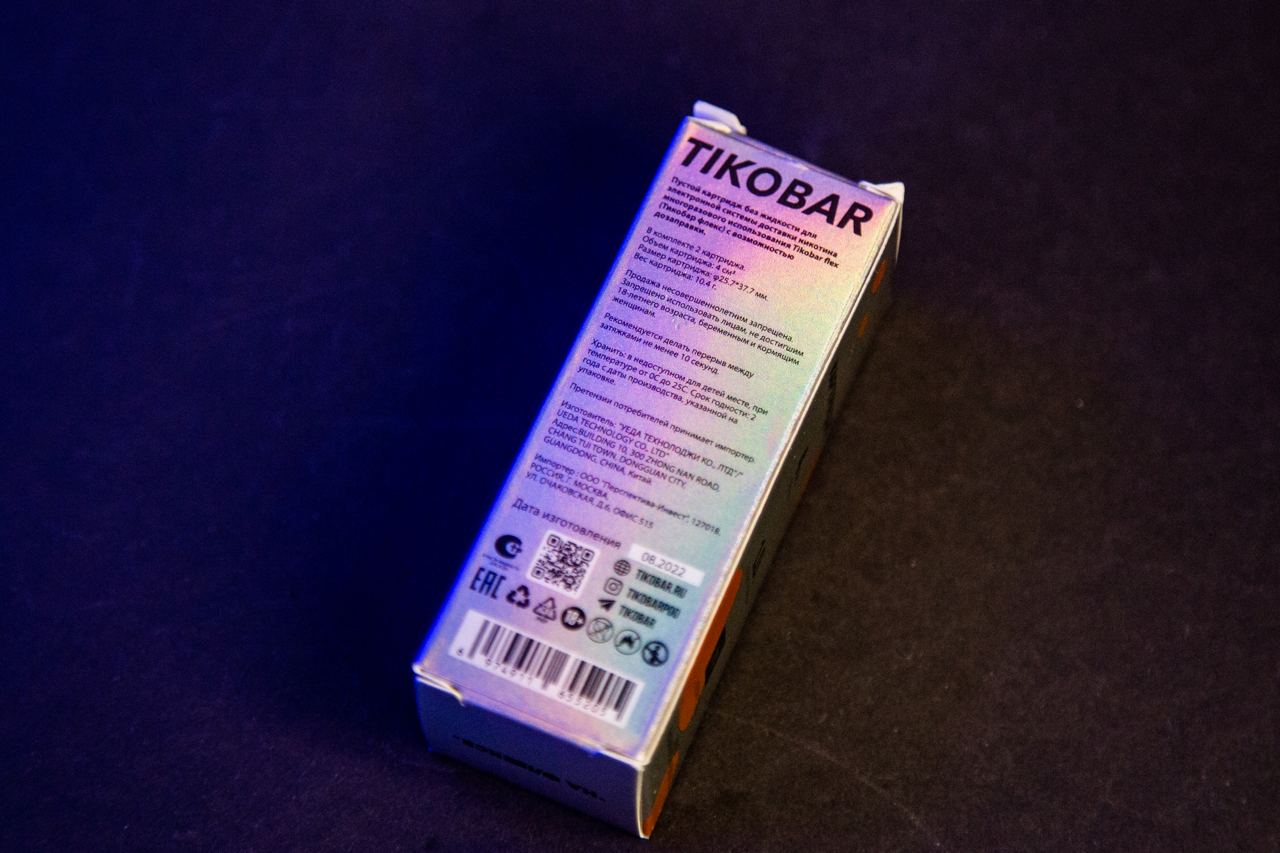 TIKOBAR
Пустой картридж без жидкости для
электронной системы доставки никотина
многоразового использования Tikobar flex
(Тикобар флекс) с возможностью
дозаправки.
В комплекте 2 картриджа.
Объем картриджа: 4 см³
Размер картриджа: φ25.7*37.7 мм.
Вес картриджа: 10.4 г.
Продажа несовершеннолетним запрещена.
Запрещено использовать лицам, не достигшим
18-летнего возраста, беременным и кормящим
женщинам.
Рекомендуется делать перерыв между
затяжками не менее 10 секунд.
Хранить: в недоступном для детей месте, при
температуре от 0С до 25С. Срок годности: 2
года с даты производства, указанной на
упаковке.
Претензии потребителей принимает импортер.
Изготовитель: "УЕДА ТЕХНОЛОДЖИ КО., ЛТД"/"
UEDA TECHNOLOGY CO., LTD"
Адрес:BUILDING 10, 300 ZHONG NAN ROAD,
CHANG TUI TOWN, DONGGUAN CITY,
GUANGDONG, CHINA, Китай.
Импортер : ООО "Перспектива-Инвест", 127018,
РОССИЯ, Г. МОСКВА,
УЛ. ОЧАКОВСКАЯ, Д.6, ОФИС 515
Дата изготовления
08.2022
TIKOBAR.RU
TIKOBARPOD
TIKOBAR
EAC
18+